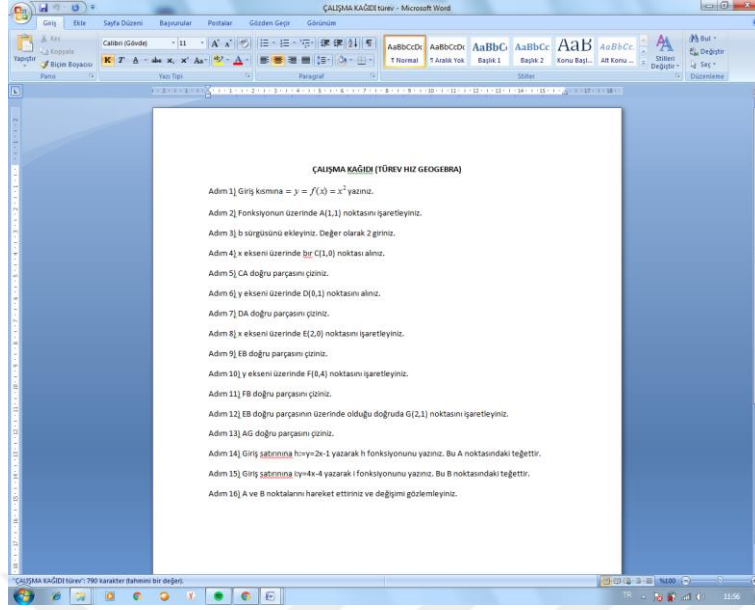 ÇALIŞMA KAĞIDI türev - Microsoft Word
Giriş Ekle Sayfa Düzeni Başvurular Postalar Gözden Geçir Görünüm
Yapıştır
Kes
Kopyala
Biçim Boyacısı
Pano
Calibri (Gövde) 11
K T A abe x, x' Aa
Yazı Tipi
Paragraf
AaBbCcDc AaBbCcDc AaBbC AaBbCc AaB AaBbCc.
¶ Normal ¶ Aralık Yok Başlık 1 Başlık 2 Konu Başl... Alt Konu ...
Stiller
Stilleri Değiştir
Bul
Değiştir
Seç
Düzenleme
ÇALIŞMA KAĞIDI (TÜREV HIZ GEOGEBRA)
Adım 1) Giriş kısmına = y = f(x) = x² yazınız.
Adım 2) Fonksiyonun üzerinde A(1,1) noktasını işaretleyiniz.
Adım 3) b sürgüsünü ekleyiniz. Değer olarak 2 giriniz.
Adım 4) x ekseni üzerinde bır C(1,0) noktası alınız.
Adım 5) CA doğru parçasını çiziniz.
Adım 6) y ekseni üzerinde D(0,1) noktasını alınız.
Adım 7) DA doğru parçasını çiziniz.
Adım 8) x ekseni üzerinde E(2,0) noktasını işaretleyiniz.
Adım 9) EB doğru parçasını çiziniz.
Adım 10) y ekseni üzerinde F(0,4) noktasını işaretleyiniz.
Adım 11) FB doğru parçasını çiziniz.
Adım 12) EB doğru parçasının üzerinde olduğu doğruda G(2,1) noktasını işaretleyiniz.
Adım 13) AG doğru parçasını çiziniz.
Adım 14) Giriş satırınına h:=y=2x-1 yazarak h fonksiyonunu yazınız. Bu A noktasındaki teğettir.
Adım 15) Giriş satırınına i:y=4x-4 yazarak i fonksiyonunu yazınız. Bu B noktasındaki teğettir.
Adım 16) A ve B noktalarını hareket ettiriniz ve değişimi gözlemleyiniz.
"ÇALIŞMA KAĞIDI türev": 790 karakter (tahmini bir değer).
%100
TR 11:56